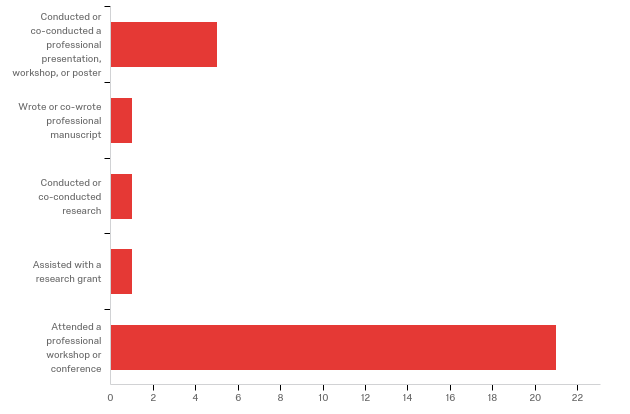 Conducted or
co-conducted a
professional
presentation,
workshop, or poster
Wrote or co-wrote
professional
manuscript
Conducted or
co-conducted
research
Assisted with a
research grant
Attended a
professional
workshop or
conference
0 2 4 6 8 10 12 14 16 18 20 22